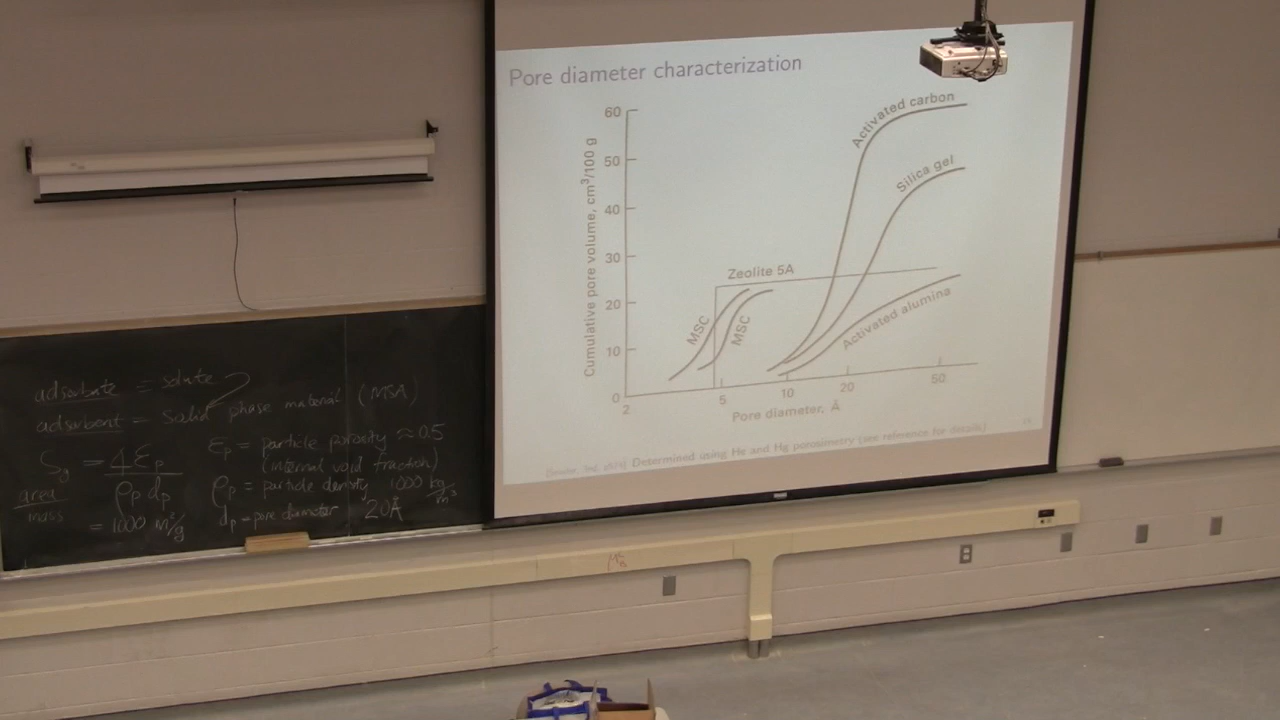 adsorbate = solute
adsorbent = solid phase material (MSA)
Sg = 4εp / ρp dp
area / mass
= 1000 m²/g
εp = particle porosity ≈ 0.5
(internal void fraction)
ρp = particle density 1000 kg/m³
dp = pore diameter 20Å
Pore diameter characterization
Cumulative pore volume, cm³/100 g
60
50
40
30
20
10
0
Activated carbon
Silica gel
Zeolite 5A
MSC
MSC
Activated alumina
2
5
10
20
50
Pore diameter, Å
Determined using He and Hg porosimetry (see reference for details)